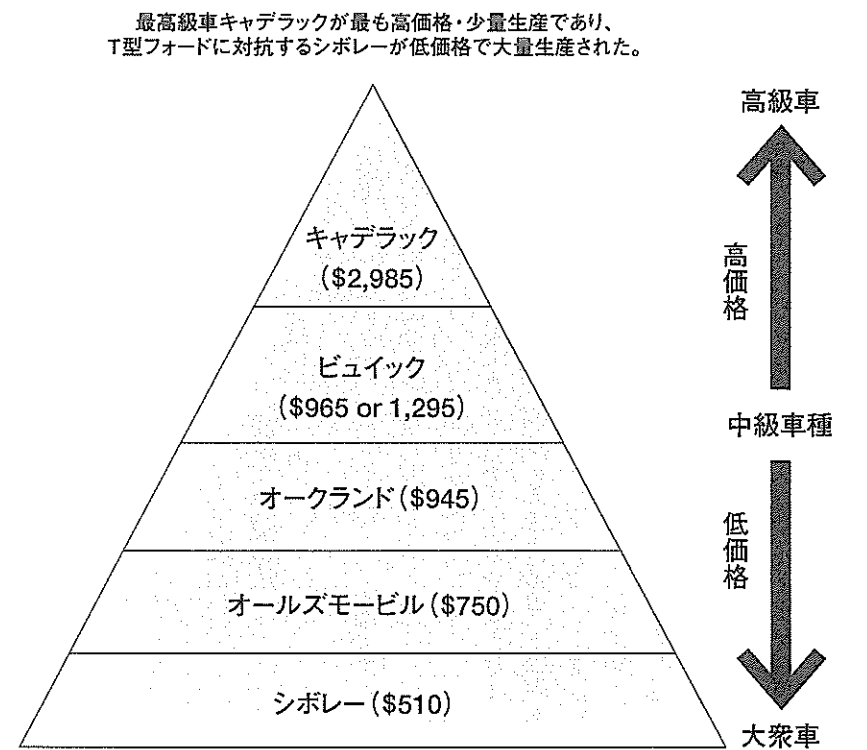 最高級車キャデラックが最も高価格・少量生産であり、
T型フォードに対抗するシボレーが低価格で大量生産された。
高級車
キャデラック
($2,985)
高価格
ビュイック
($965 or 1,295)
中級車種
オークランド($945)
低価格
オールズモービル($750)
シボレー($510)
大衆車